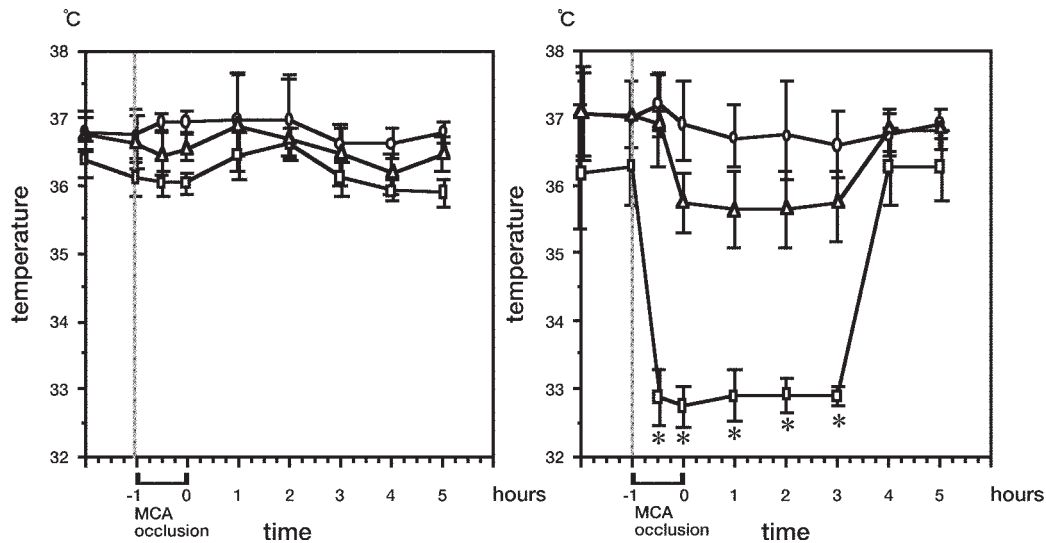 °C
38
37
36
35
34
33
32
temperature
-1 0 1 2 3 4 5 hours
MCA
occlusion
time
°C
38
37
36
35
34
33
32
temperature
* * * * *
-1 0 1 2 3 4 5 hours
MCA
occlusion
time